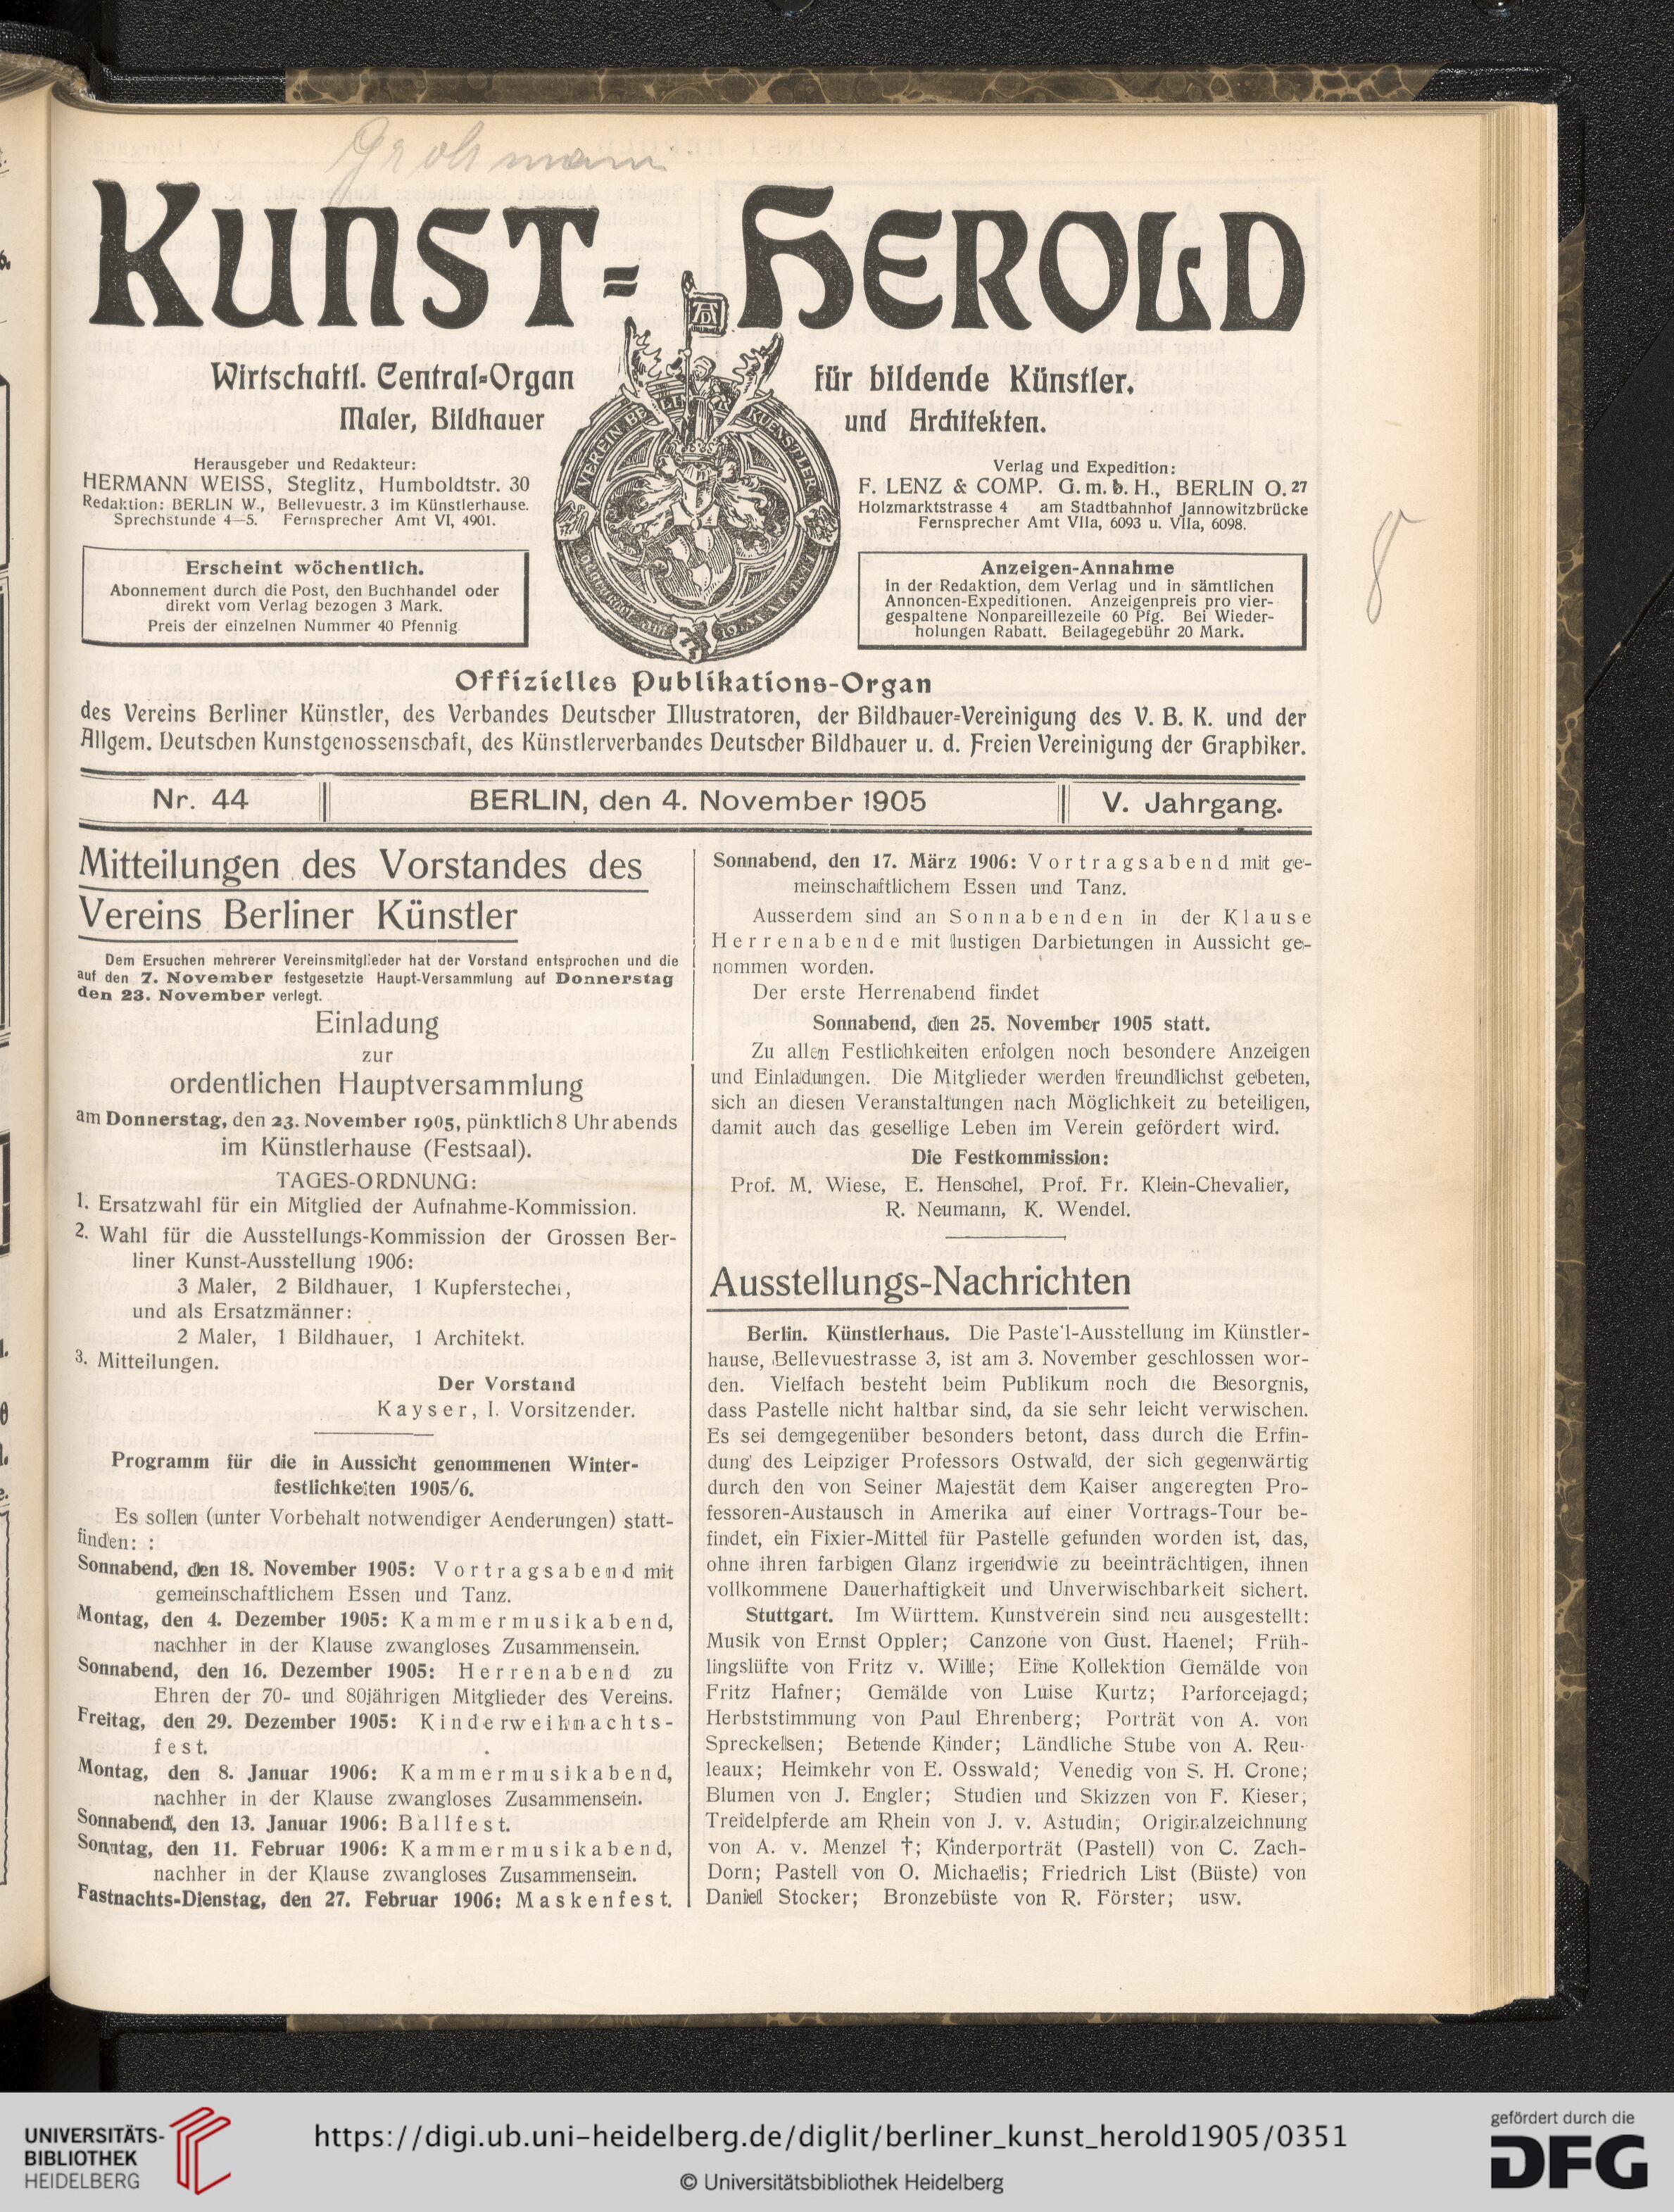 Grohmann
KUNST-HEROLD
Wirtschaftl. Central-Organ für bildende Künstler,
Maler, Bildhauer und Architekten.
Herausgeber und Redakteur:
HERMANN WEISS, Steglitz, Humboldtstr. 30
Redaktion: BERLIN W., Bellevuestr. 3 im Künstlerhause.
Sprechstunde 4—5. Fernsprecher Amt VI, 4901.
Erscheint wöchentlich.
Abonnement durch die Post, den Buchhandel oder
direkt vom Verlag bezogen 3 Mark.
Preis der einzelnen Nummer 40 Pfennig
AD
VEREIN BERLINER KUENSTLER
GEGRUENDET AM 19. MAI 1841
Verlag und Expedition:
F. LENZ & COMP. G. m. b. H., BERLIN O. 27
Holzmarktstrasse 4 am Stadtbahnhof Jannowitzbrücke
Fernsprecher Amt VIIa, 6093 u. VIIa, 6098.
Anzeigen-Annahme
in der Redaktion, dem Verlag und in sämtlichen
Annoncen-Expeditionen. Anzeigenpreis pro vier-
gespaltene Nonpareillezeile 60 Pfg. Bei Wieder-
holungen Rabatt. Beilagegebühr 20 Mark.
8
Offizielles Publikations-Organ
des Vereins Berliner Künstler, des Verbandes Deutscher Illustratoren, der Bildhauer-Vereinigung des V. B. K. und der
Allgem. Deutschen Kunstgenossenschaft, des Künstlerverbandes Deutscher Bildhauer u. d. Freien Vereinigung der Graphiker.
Nr. 44 BERLIN, den 4. November 1905 V. Jahrgang.
Mitteilungen des Vorstandes des
Vereins Berliner Künstler
Dem Ersuchen mehrerer Vereinsmitglieder hat der Vorstand entsprochen und die
auf den 7. November festgesetzte Haupt-Versammlung auf Donnerstag
den 23. November verlegt.
Einladung
zur
ordentlichen Hauptversammlung
am Donnerstag, den 23. November 1905, pünktlich 8 Uhr abends
im Künstlerhause (Festsaal).
TAGES-ORDNUNG:
1. Ersatzwahl für ein Mitglied der Aufnahme-Kommission.
2. Wahl für die Ausstellungs-Kommission der Grossen Ber-
liner Kunst-Ausstellung 1906:
3 Maler, 2 Bildhauer, 1 Kupferstecher,
und als Ersatzmänner:
2 Maler, 1 Bildhauer, 1 Architekt.
3. Mitteilungen.
Der Vorstand
Kayser, I. Vorsitzender.
Programm für die in Aussicht genommenen Winter-
festlichkeiten 1905/6.
Es sollen (unter Vorbehalt notwendiger Aenderungen) statt-
finden: :
Sonnabend, den 18. November 1905: Vortragsabend mit
gemeinschaftlichem Essen und Tanz.
Montag, den 4. Dezember 1905: Kammermusikabend,
nachher in der Klause zwangloses Zusammensein.
Sonnabend, den 16. Dezember 1905: Herrenabend zu
Ehren der 70- und 80jährigen Mitglieder des Vereins.
Freitag, den 29. Dezember 1905: Kinderweihnachts-
fest.
Montag, den 8. Januar 1906: Kammermusikabend,
nachher in der Klause zwangloses Zusammensein.
Sonnabend, den 13. Januar 1906: Ballfest.
Sonntag, den 11. Februar 1906: Kammermusikabend,
nachher in der Klause zwangloses Zusammensein.
Fastnachts-Dienstag, den 27. Februar 1906: Maskenfest.
Sonnabend, den 17. März 1906: Vortragsabend mit ge-
meinschaftlichem Essen und Tanz.
Ausserdem sind an Sonnabenden in der Klause
Herrenabende mit lustigen Darbietungen in Aussicht ge-
nommen worden.
Der erste Herrenabend findet
Sonnabend, den 25. November 1905 statt.
Zu allen Festlichkeiten erfolgen noch besondere Anzeigen
und Einladungen. Die Mitglieder werden freundlichst gebeten,
sich an diesen Veranstaltungen nach Möglichkeit zu beteiligen,
damit auch das gesellige Leben im Verein gefördert wird.
Die Festkommission:
Prof. M. Wiese, E. Henschel, Prof. Fr. Klein-Chevalier,
R. Neumann, K. Wendel.
Ausstellungs-Nachrichten
Berlin. Künstlerhaus. Die Paste'l-Ausstellung im Künstler-
hause, Bellevuestrasse 3, ist am 3. November geschlossen wor-
den. Vielfach besteht beim Publikum noch die Besorgnis,
dass Pastelle nicht haltbar sind, da sie sehr leicht verwischen.
Es sei demgegenüber besonders betont, dass durch die Erfin-
dung des Leipziger Professors Ostwald, der sich gegenwärtig
durch den von Seiner Majestät dem Kaiser angeregten Pro-
fessoren-Austausch in Amerika auf einer Vortrags-Tour be-
findet, ein Fixier-Mittel für Pastelle gefunden worden ist, das,
ohne ihren farbigen Glanz irgendwie zu beeinträchtigen, ihnen
vollkommene Dauerhaftigkeit und Unverwischbarkeit sichert.
Stuttgart. Im Württem. Kunstverein sind neu ausgestellt:
Musik von Ernst Oppler; Canzone von Gust. Haenel; Früh-
lingslüfte von Fritz v. Wille; Eine Kollektion Gemälde von
Fritz Hafner; Gemälde von Luise Kurtz; Parforcejagd;
Herbststimmung von Paul Ehrenberg; Porträt von A. von
Spreckelsen; Betende Kinder; Ländliche Stube von A. Reu-
leaux; Heimkehr von E. Osswald; Venedig von S. H. Crone;
Blumen von J. Engler; Studien und Skizzen von F. Kieser;
Treidelpferde am Rhein von J. v. Astudin; Originalzeichnung
von A. v. Menzel †; Kinderporträt (Pastell) von C. Zach-
Dorn; Pastell von O. Michaelis; Friedrich List (Büste) von
Daniel Stocker; Bronzebüste von R. Förster; usw.
UNIVERSITÄTS-
BIBLIOTHEK
HEIDELBERG
https://digi.ub.uni-heidelberg.de/diglit/berliner_kunst_herold1905/0351
© Universitätsbibliothek Heidelberg
gefördert durch die
DFG